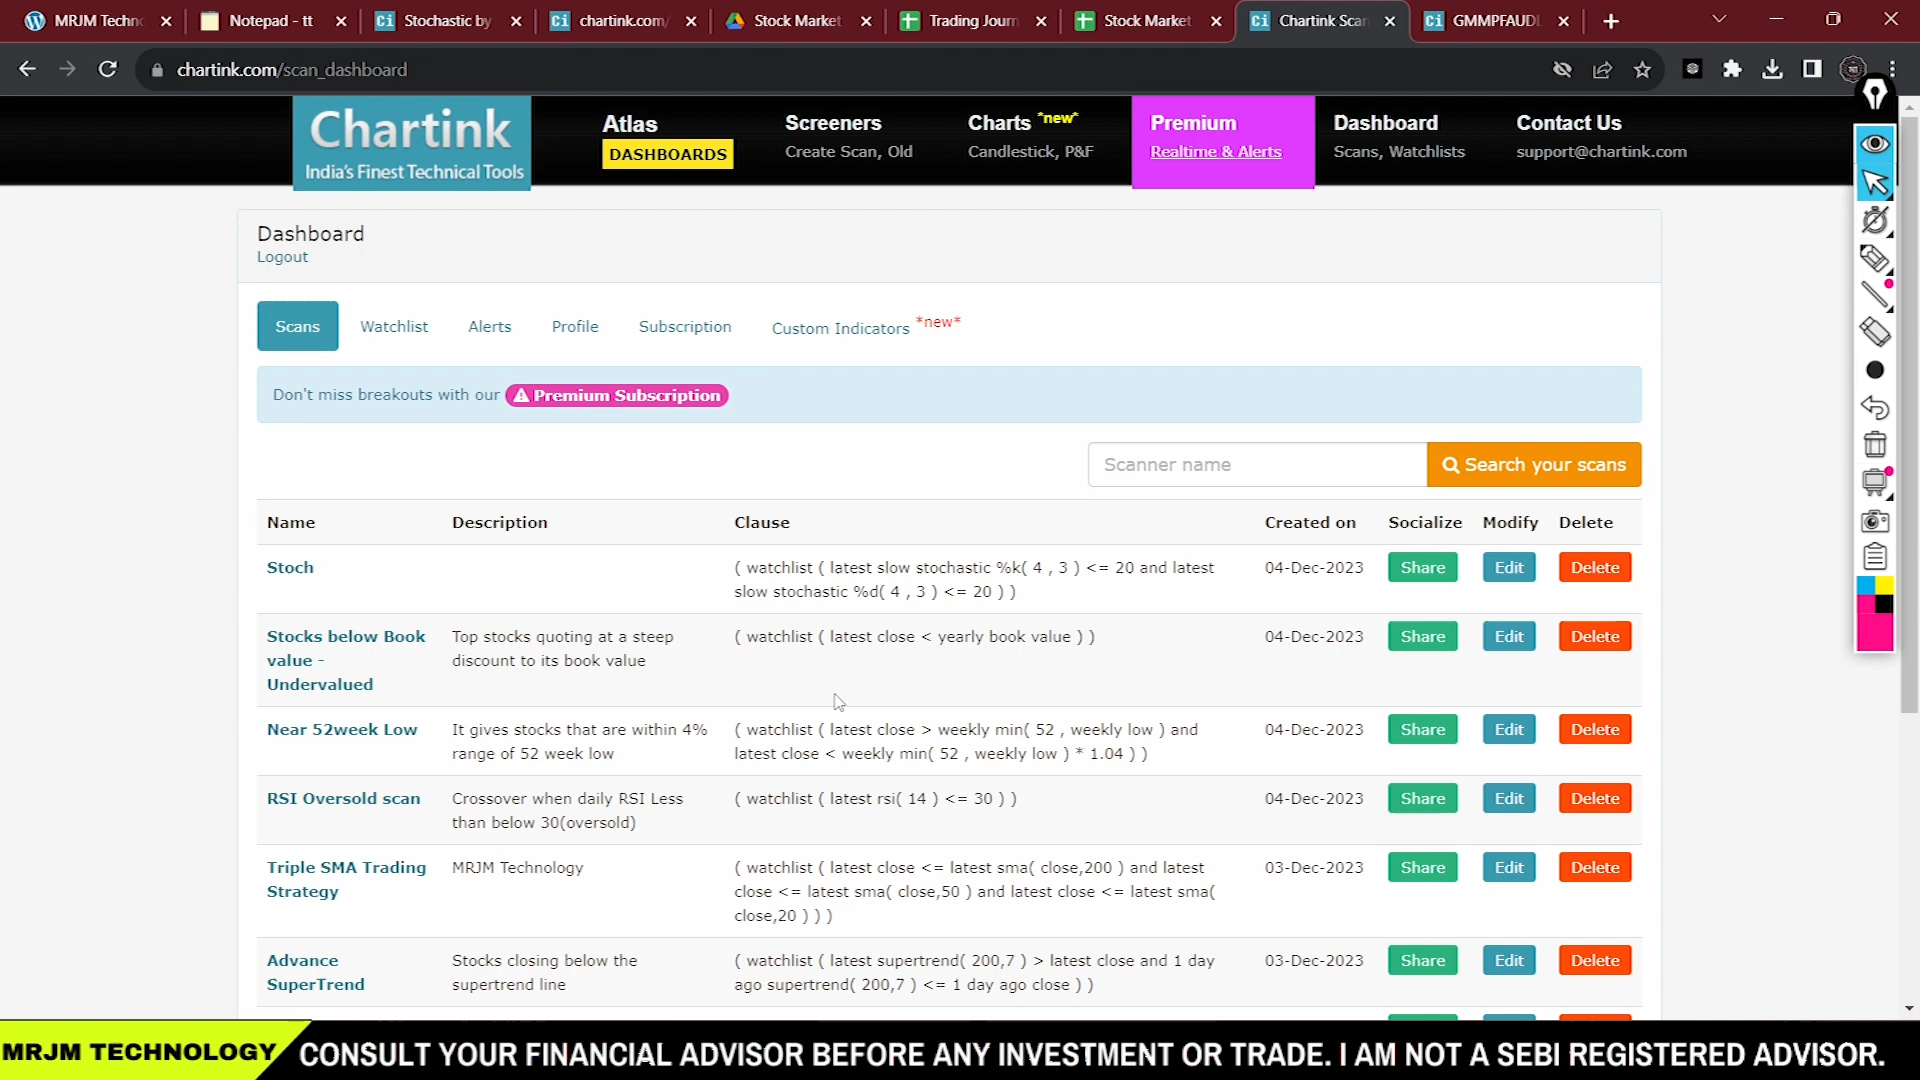 MRJM Techn
Notepad - tt
Stochastic by
chartink.com/
Stock Market
Trading Journ
Stock Market
Chartink Scan
GMMPFAUDL
chartink.com/scan_dashboard
Chartink
India's Finest Technical Tools
Atlas
DASHBOARDS
Screeners
Create Scan, Old
Charts *new*
Candlestick, P&F
Premium
Realtime & Alerts
Dashboard
Scans, Watchlists
Contact Us
support@chartink.com
Dashboard
Logout
Scans Watchlist Alerts Profile Subscription Custom Indicators *new*
Don't miss breakouts with our Premium Subscription
Scanner name Search your scans
Name Description Clause Created on Socialize Modify Delete
Stoch ( watchlist ( latest slow stochastic %k( 4 , 3 ) <= 20 and latest 04-Dec-2023 Share Edit Delete
slow stochastic %d( 4 , 3 ) <= 20 ) )
Stocks below Book Top stocks quoting at a steep ( watchlist ( latest close < yearly book value ) ) 04-Dec-2023 Share Edit Delete
value - discount to its book value
Undervalued
Near 52week Low It gives stocks that are within 4% ( watchlist ( latest close > weekly min( 52 , weekly low ) and 04-Dec-2023 Share Edit Delete
range of 52 week low latest close < weekly min( 52 , weekly low ) * 1.04 ) )
RSI Oversold scan Crossover when daily RSI Less ( watchlist ( latest rsi( 14 ) <= 30 ) ) 04-Dec-2023 Share Edit Delete
than below 30(oversold)
Triple SMA Trading MRJM Technology ( watchlist ( latest close <= latest sma( close,200 ) and latest 03-Dec-2023 Share Edit Delete
Strategy close <= latest sma( close,50 ) and latest close <= latest sma(
close,20 ) ) )
Advance Stocks closing below the ( watchlist ( latest supertrend( 200,7 ) > latest close and 1 day 03-Dec-2023 Share Edit Delete
SuperTrend supertrend line ago supertrend( 200,7 ) <= 1 day ago close ) )
MRJM TECHNOLOGY CONSULT YOUR FINANCIAL ADVISOR BEFORE ANY INVESTMENT OR TRADE. I AM NOT A SEBI REGISTERED ADVISOR.